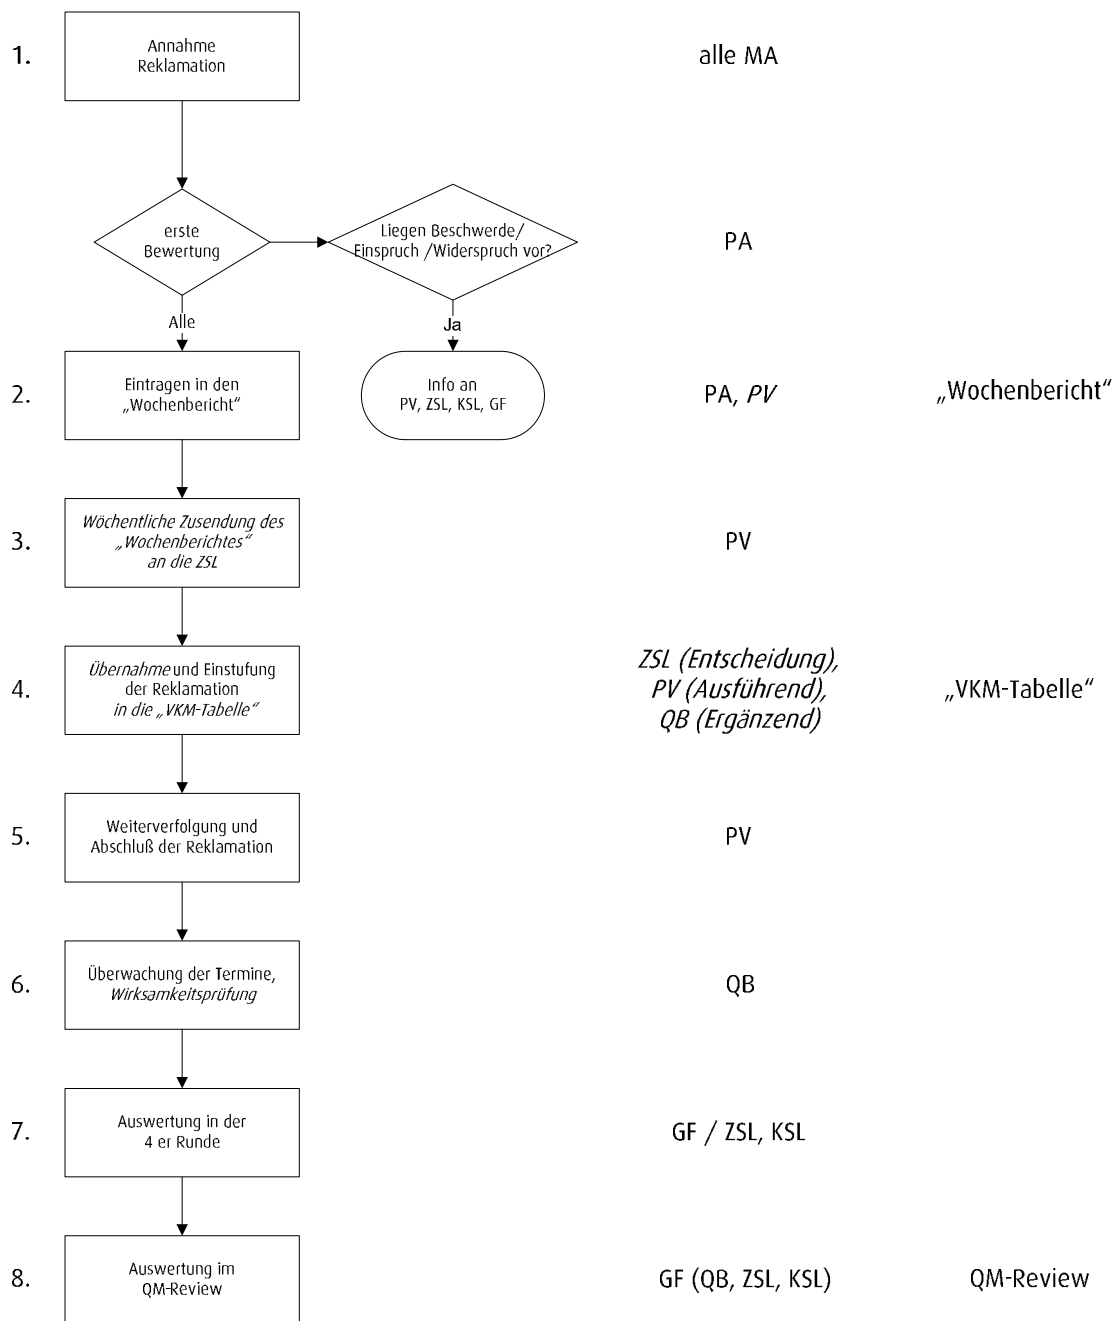 1.
Annahme
Reklamation
alle MA
erste
Bewertung
Liegen Beschwerde/
Einspruch /Widerspruch vor?
PA
Alle
Ja
2.
Eintragen in den
„Wochenbericht“
Info an
PV, ZSL, KSL, GF
PA, PV
„Wochenbericht“
3.
Wöchentliche Zusendung des
„Wochenberichtes“
an die ZSL
PV
4.
Übernahme und Einstufung
der Reklamation
in die „VKM-Tabelle“
ZSL (Entscheidung),
PV (Ausführend),
QB (Ergänzend)
„VKM-Tabelle“
5.
Weiterverfolgung und
Abschluß der Reklamation
PV
6.
Überwachung der Termine,
Wirksamkeitsprüfung
QB
7.
Auswertung in der
4 er Runde
GF / ZSL, KSL
8.
Auswertung im
QM-Review
GF (QB, ZSL, KSL)
QM-Review